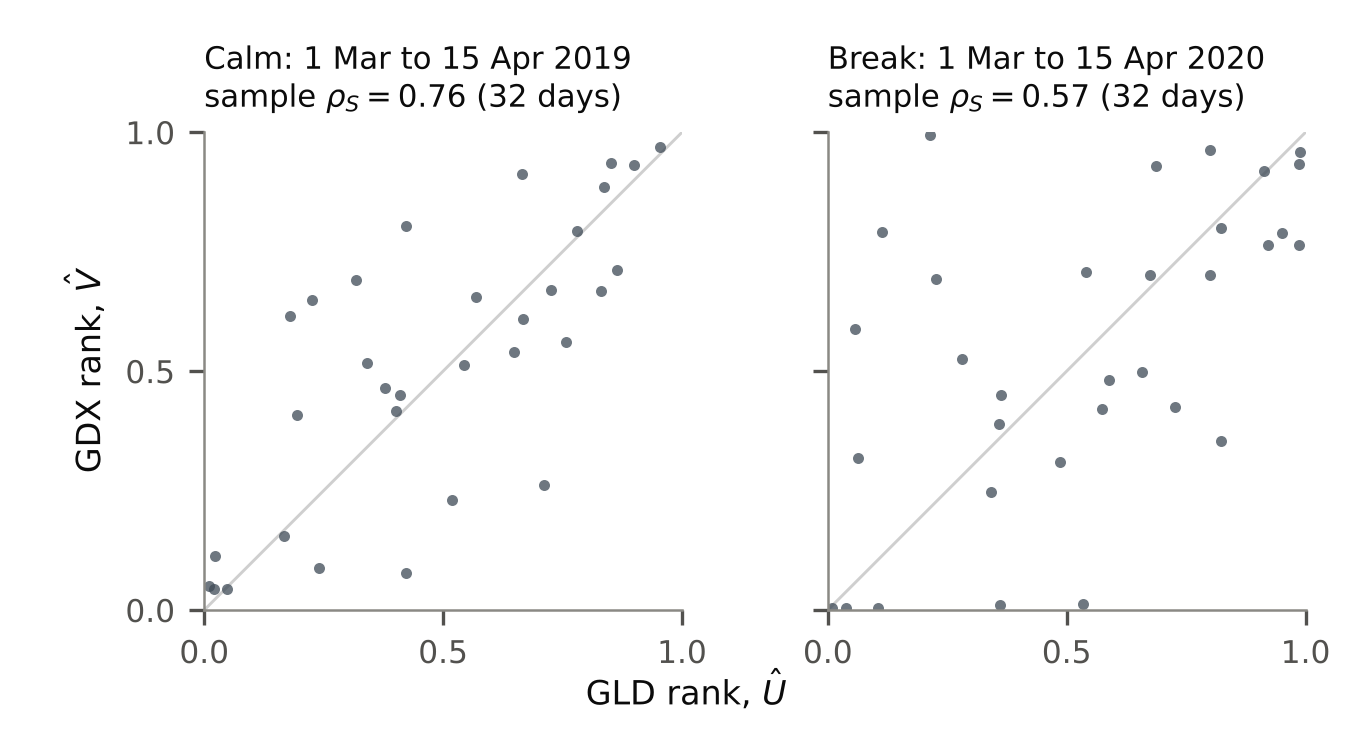 Calm: 1 Mar to 15 Apr 2019
sample ρ_S = 0.76 (32 days)
Break: 1 Mar to 15 Apr 2020
sample ρ_S = 0.57 (32 days)
1.0
0.5
0.0
GDX rank, V̂
0.0 0.5 1.0
0.0 0.5 1.0
GLD rank, Û